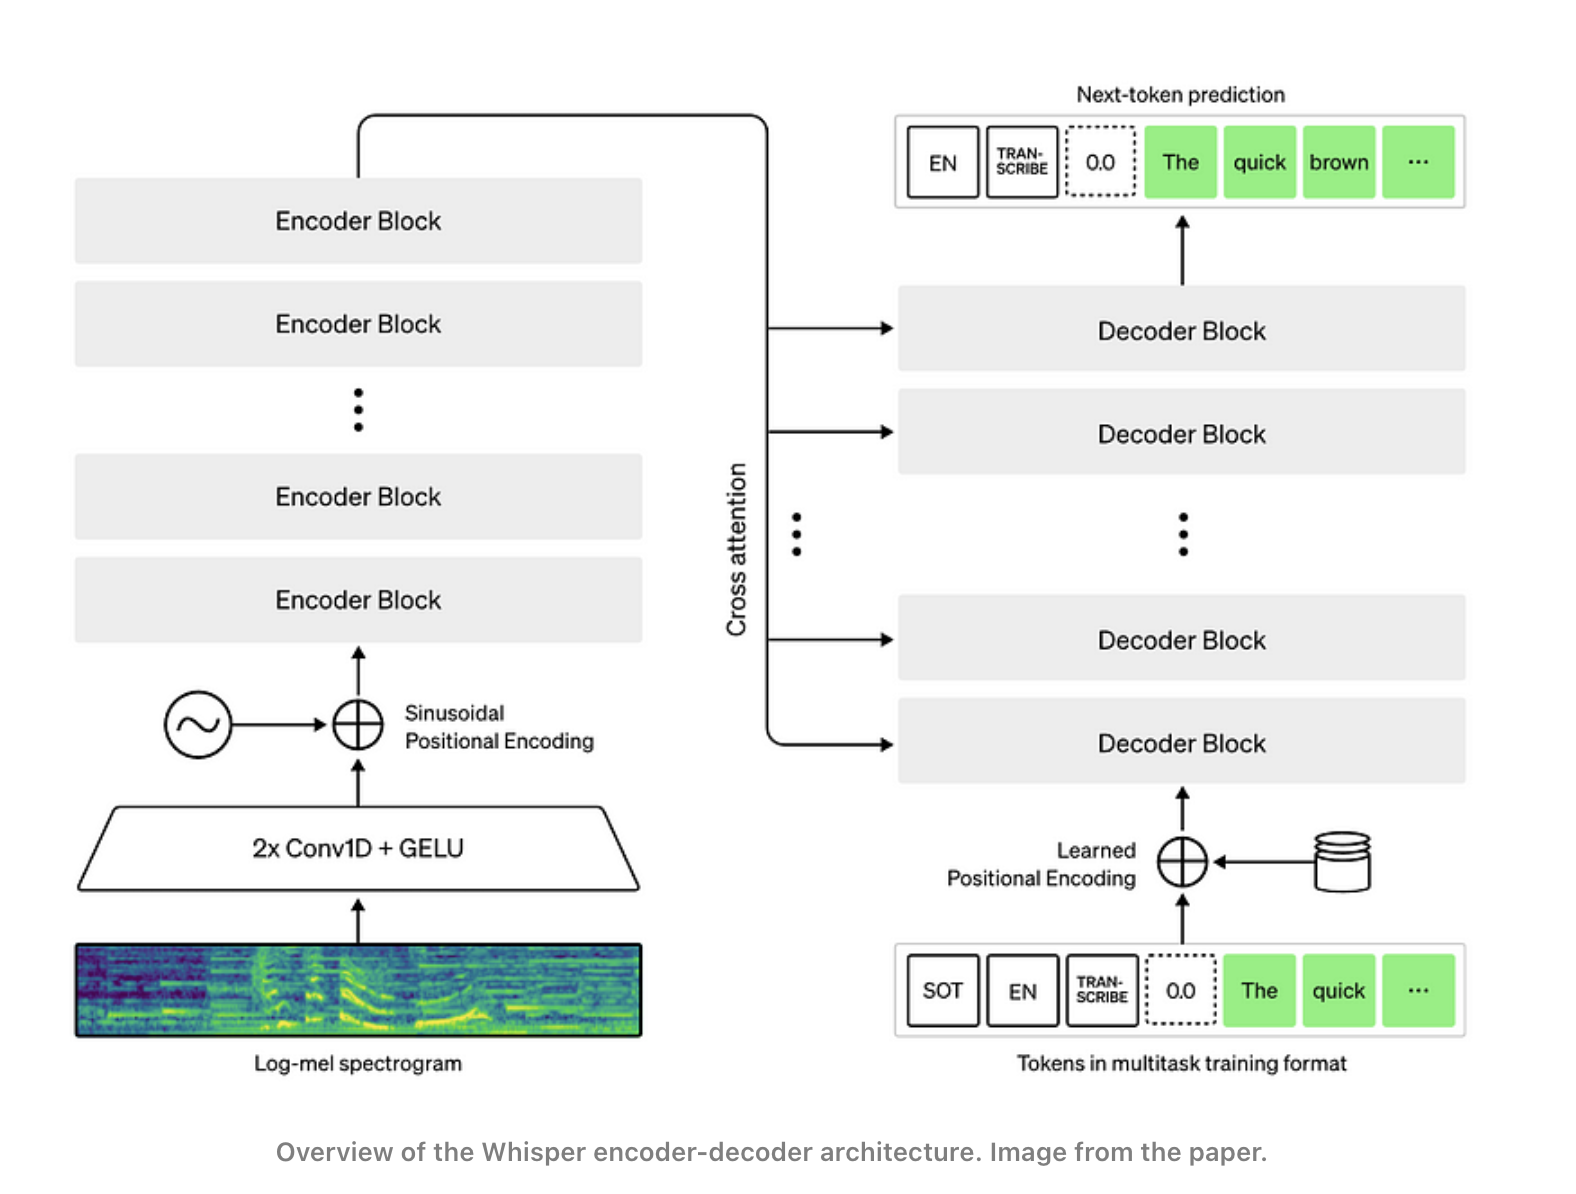 Next-token prediction
EN TRAN-SCRIBE 0.0 The quick brown ...
Encoder Block
Encoder Block
Encoder Block
Encoder Block
Sinusoidal
Positional Encoding
2x Conv1D + GELU
Log-mel spectrogram
Cross attention
Decoder Block
Decoder Block
Decoder Block
Decoder Block
Learned
Positional Encoding
SOT EN TRAN-SCRIBE 0.0 The quick ...
Tokens in multitask training format
Overview of the Whisper encoder-decoder architecture. Image from the paper.